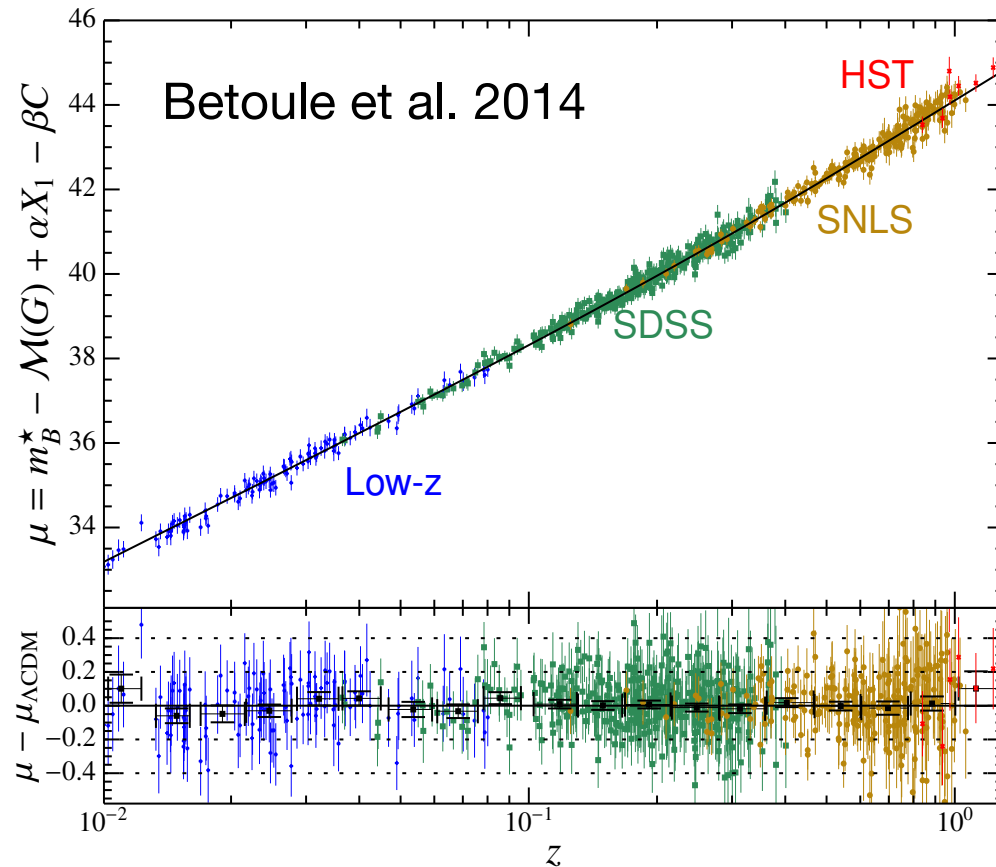 46
44
42
40
38
36
34
μ = m⋆B − ℳ(G) + αX1 − βC
Betoule et al. 2014
HST
SNLS
SDSS
Low-z
0.4
0.2
0.0
−0.2
−0.4
μ − μΛCDM
10−2
10−1
100
z